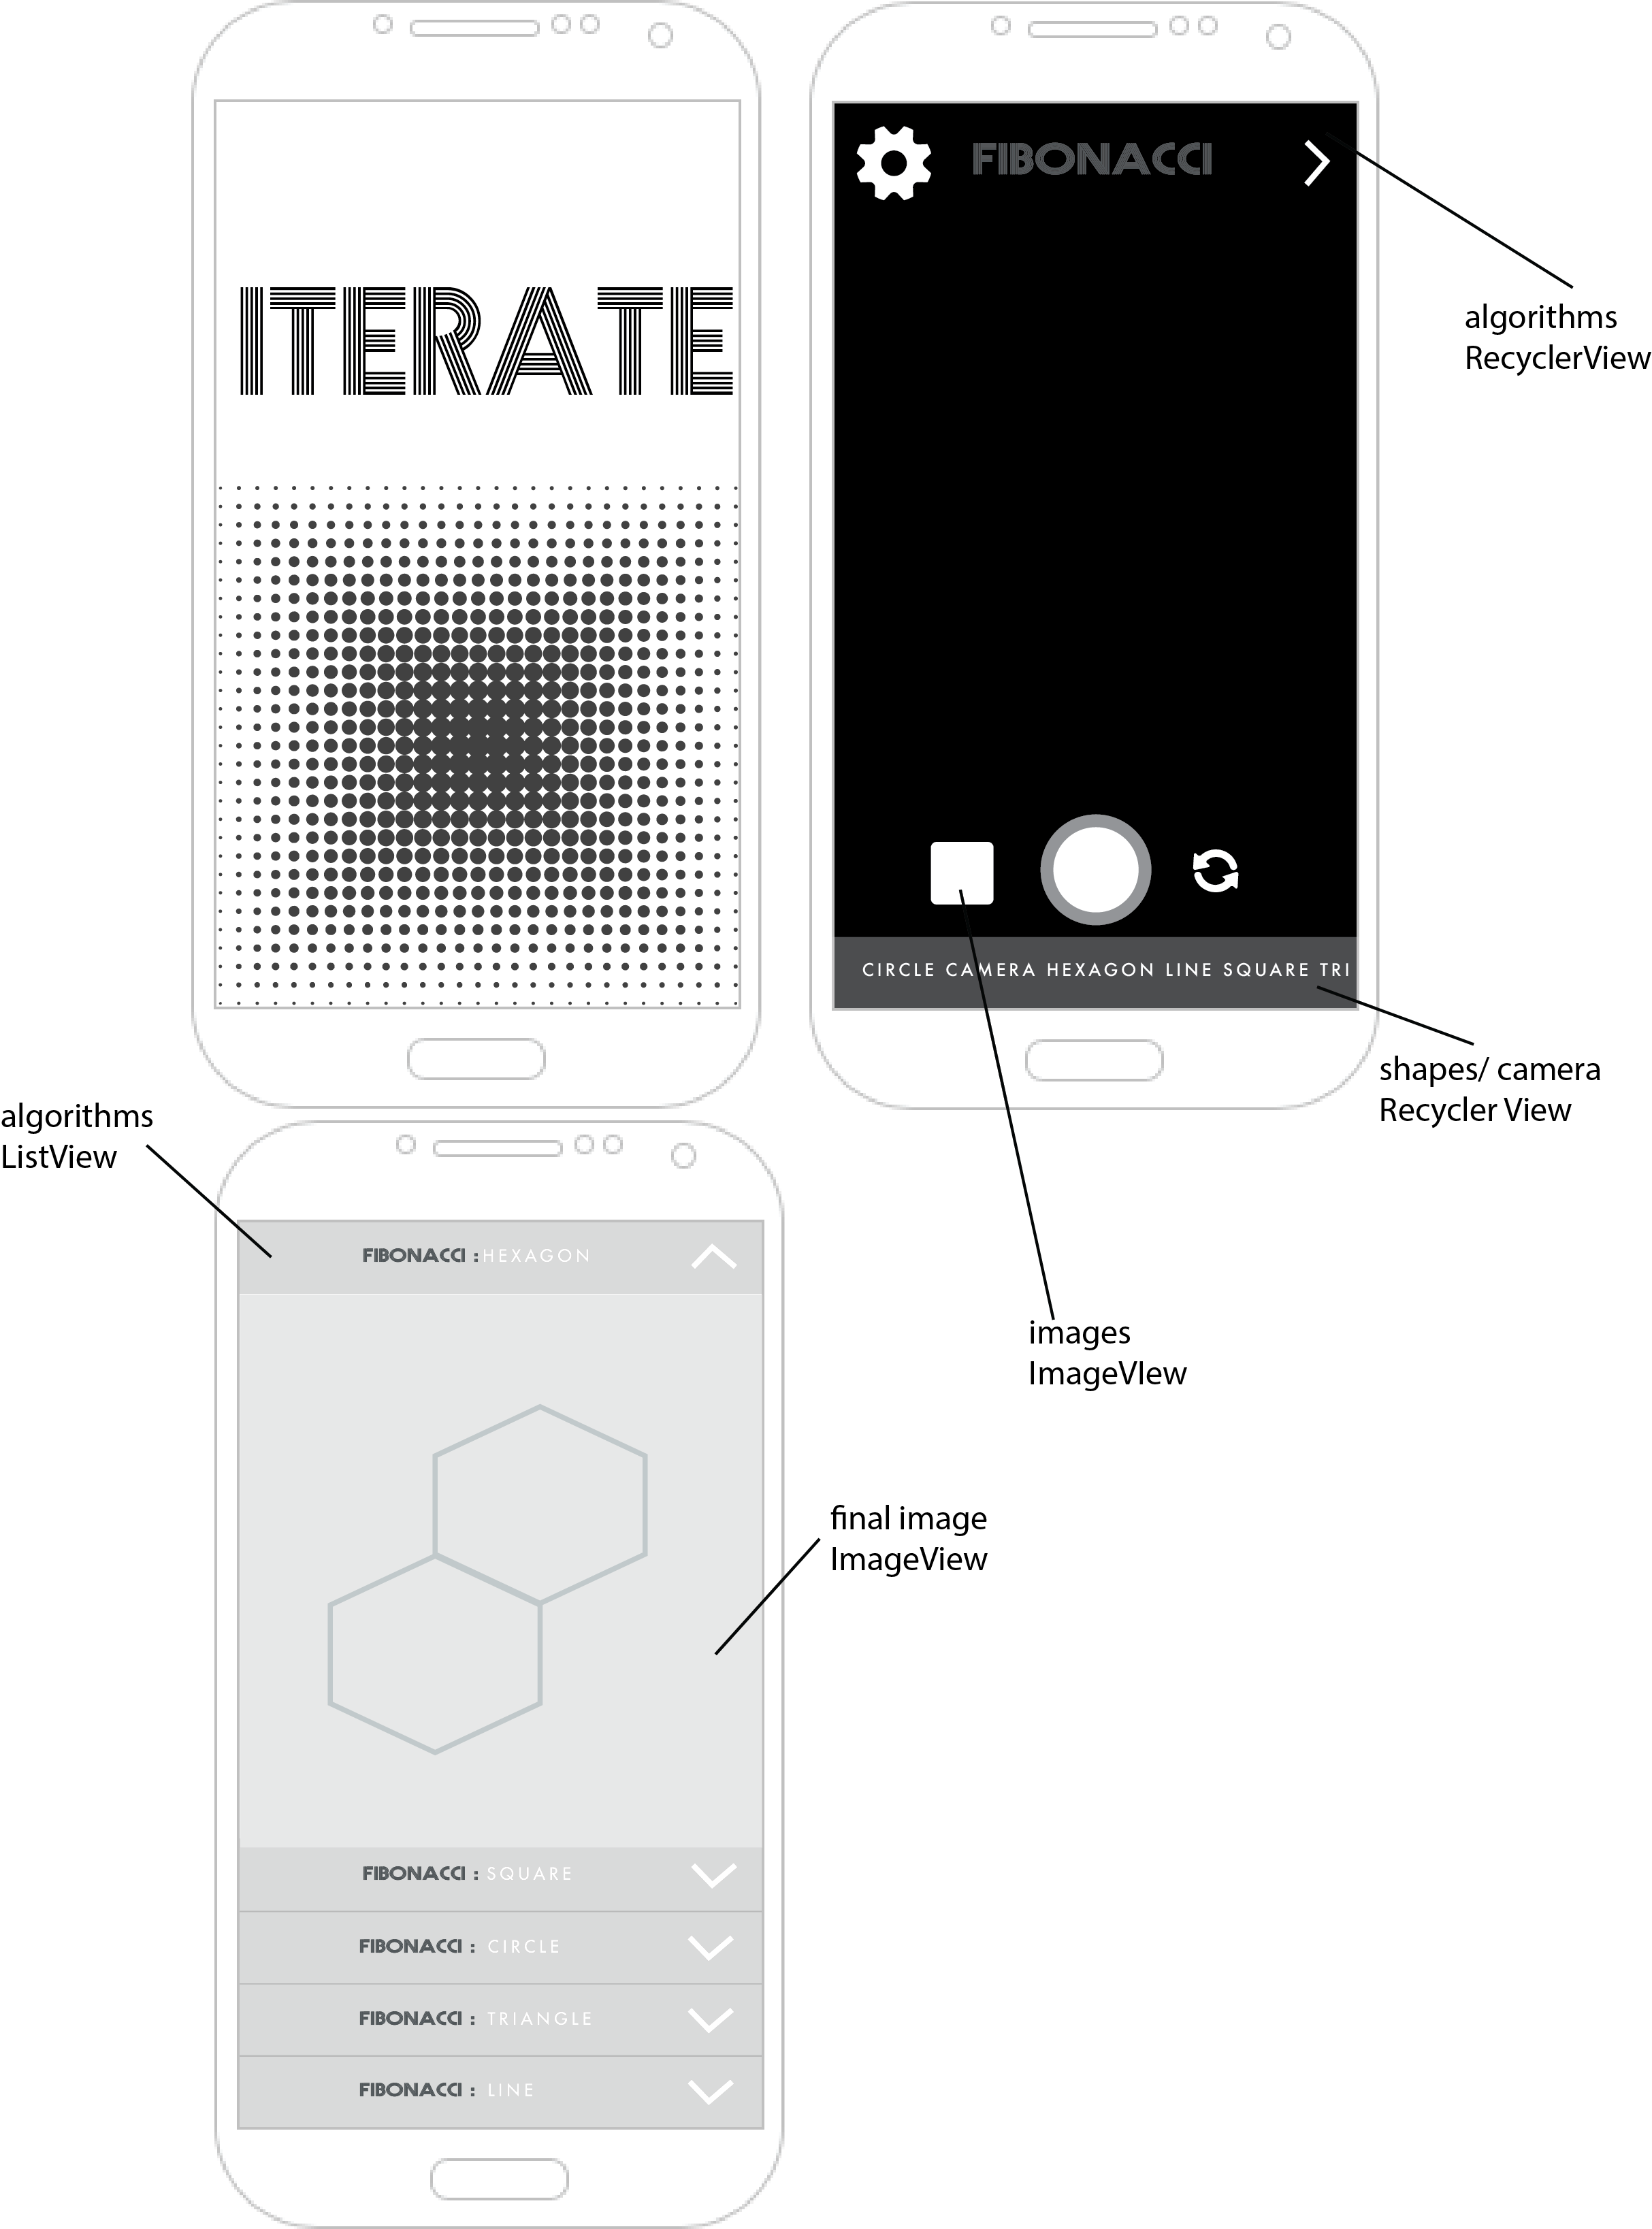 ITERATE
FIBONACCI
algorithms
RecyclerView
CIRCLE CAMERA HEXAGON LINE SQUARE TRI
shapes/ camera
Recycler View
algorithms
ListView
FIBONACCI : HEXAGON
images
ImageVIew
final image
ImageView
FIBONACCI : SQUARE
FIBONACCI : CIRCLE
FIBONACCI : TRIANGLE
FIBONACCI : LINE